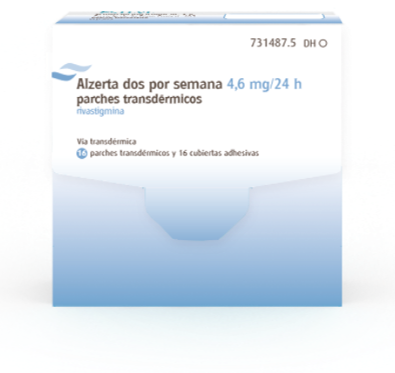 731487.5 DH O
Alzerta dos por semana 4,6 mg/24 h
parches transdérmicos
rivastigmina
Vía transdérmica
16 parches transdérmicos y 16 cubiertas adhesivas